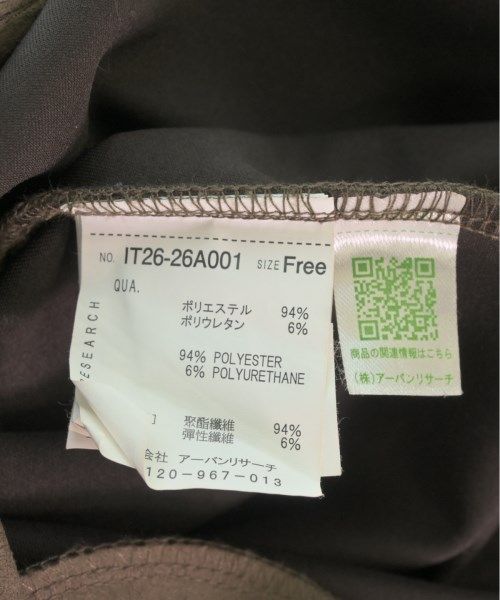 NO. IT26-26A001 SIZE Free
QUA.
ポリエステル 94%
ポリウレタン 6%
94% POLYESTER
6% POLYURETHANE
聚酯纖維 94%
彈性纖維 6%
会社 アーバンリサーチ
120-967-013
ESEARCH
商品の関連情報はこちら
(株)アーバンリサーチ